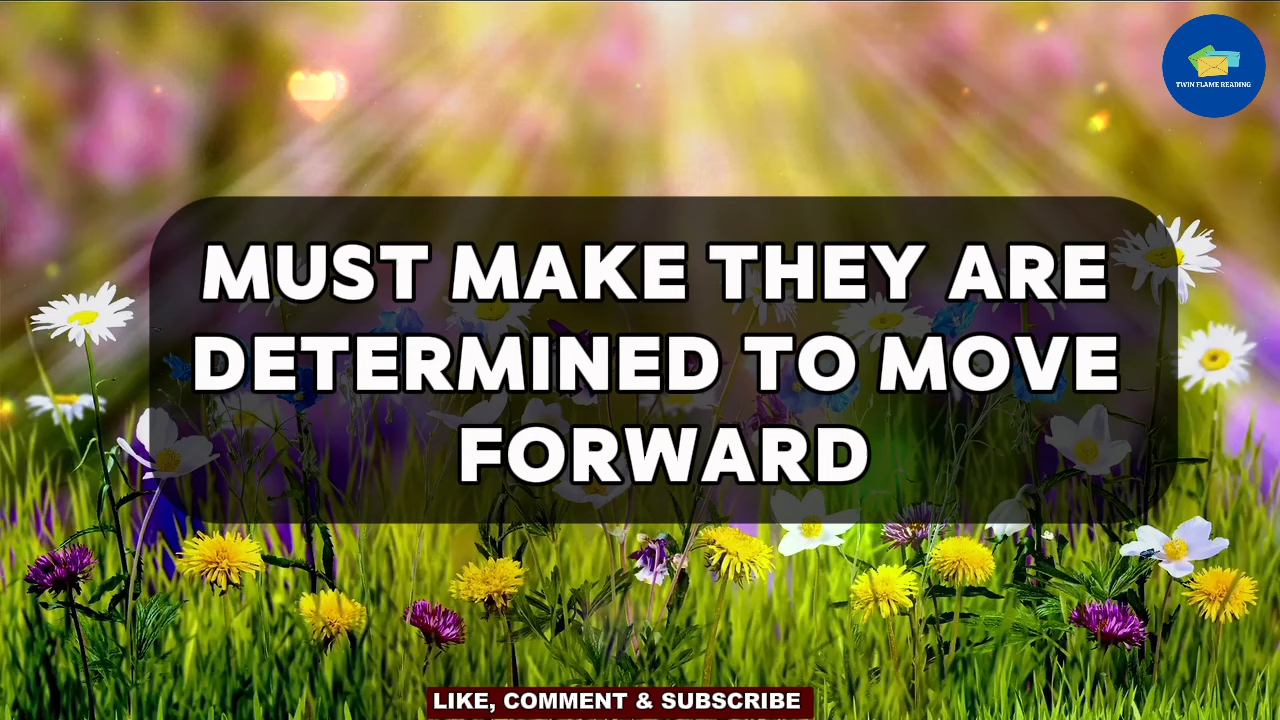 TWIN FLAME READING
MUST MAKE THEY ARE
DETERMINED TO MOVE
FORWARD
LIKE, COMMENT & SUBSCRIBE